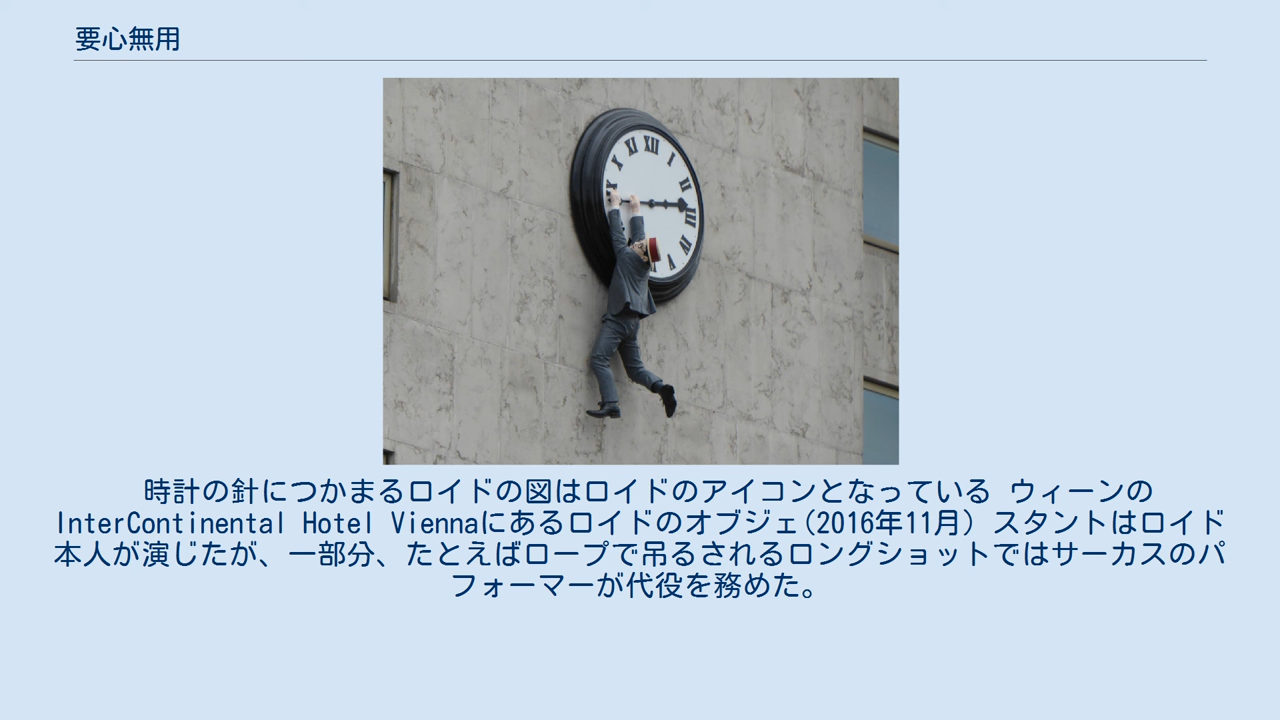 要心無用
XII
XI
I
X
II
III
IV
V
時計の針につかまるロイドの図はロイドのアイコンとなっている ウィーンの
InterContinental Hotel Viennaにあるロイドのオブジェ(2016年11月) スタントはロイド
本人が演じたが、一部分、たとえばロープで吊るされるロングショットではサーカスのパ
フォーマーが代役を務めた。